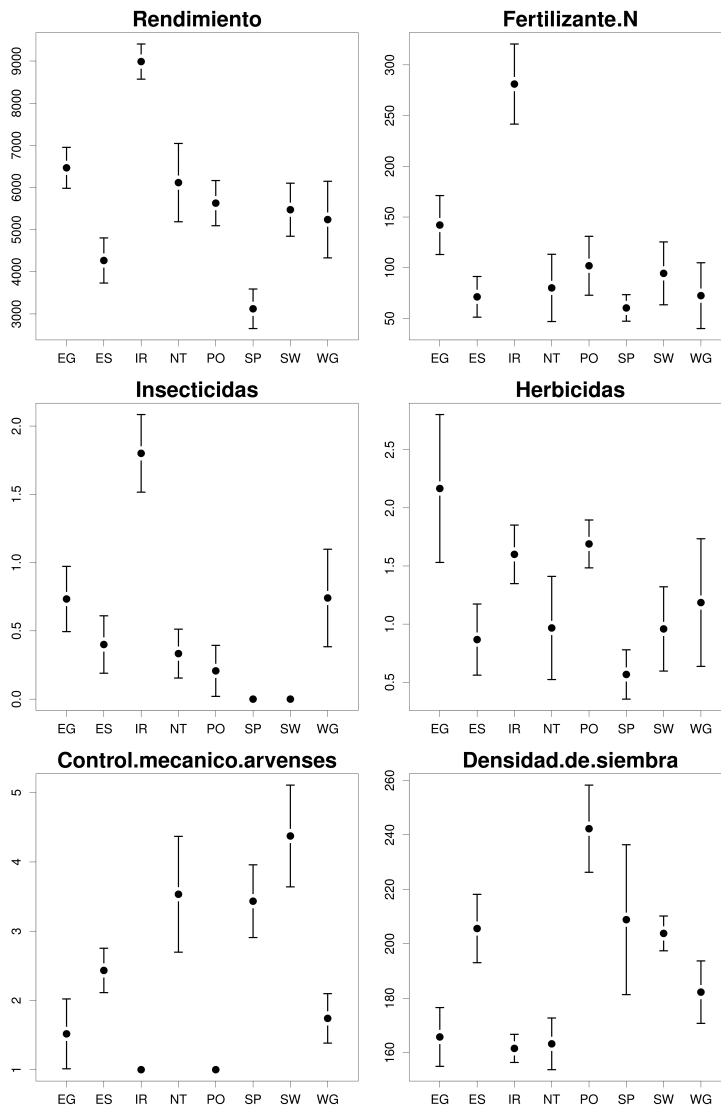 Rendimiento
9000
8000
7000
6000
5000
4000
3000
EG ES IR NT PO SP SW WG
Fertilizante.N
300
250
200
150
100
50
EG ES IR NT PO SP SW WG
Insecticidas
2.0
1.5
1.0
0.5
0.0
EG ES IR NT PO SP SW WG
Herbicidas
2.5
2.0
1.5
1.0
0.5
EG ES IR NT PO SP SW WG
Control.mecanico.arvenses
5
4
3
2
1
EG ES IR NT PO SP SW WG
Densidad.de.siembra
260
240
220
200
180
160
EG ES IR NT PO SP SW WG